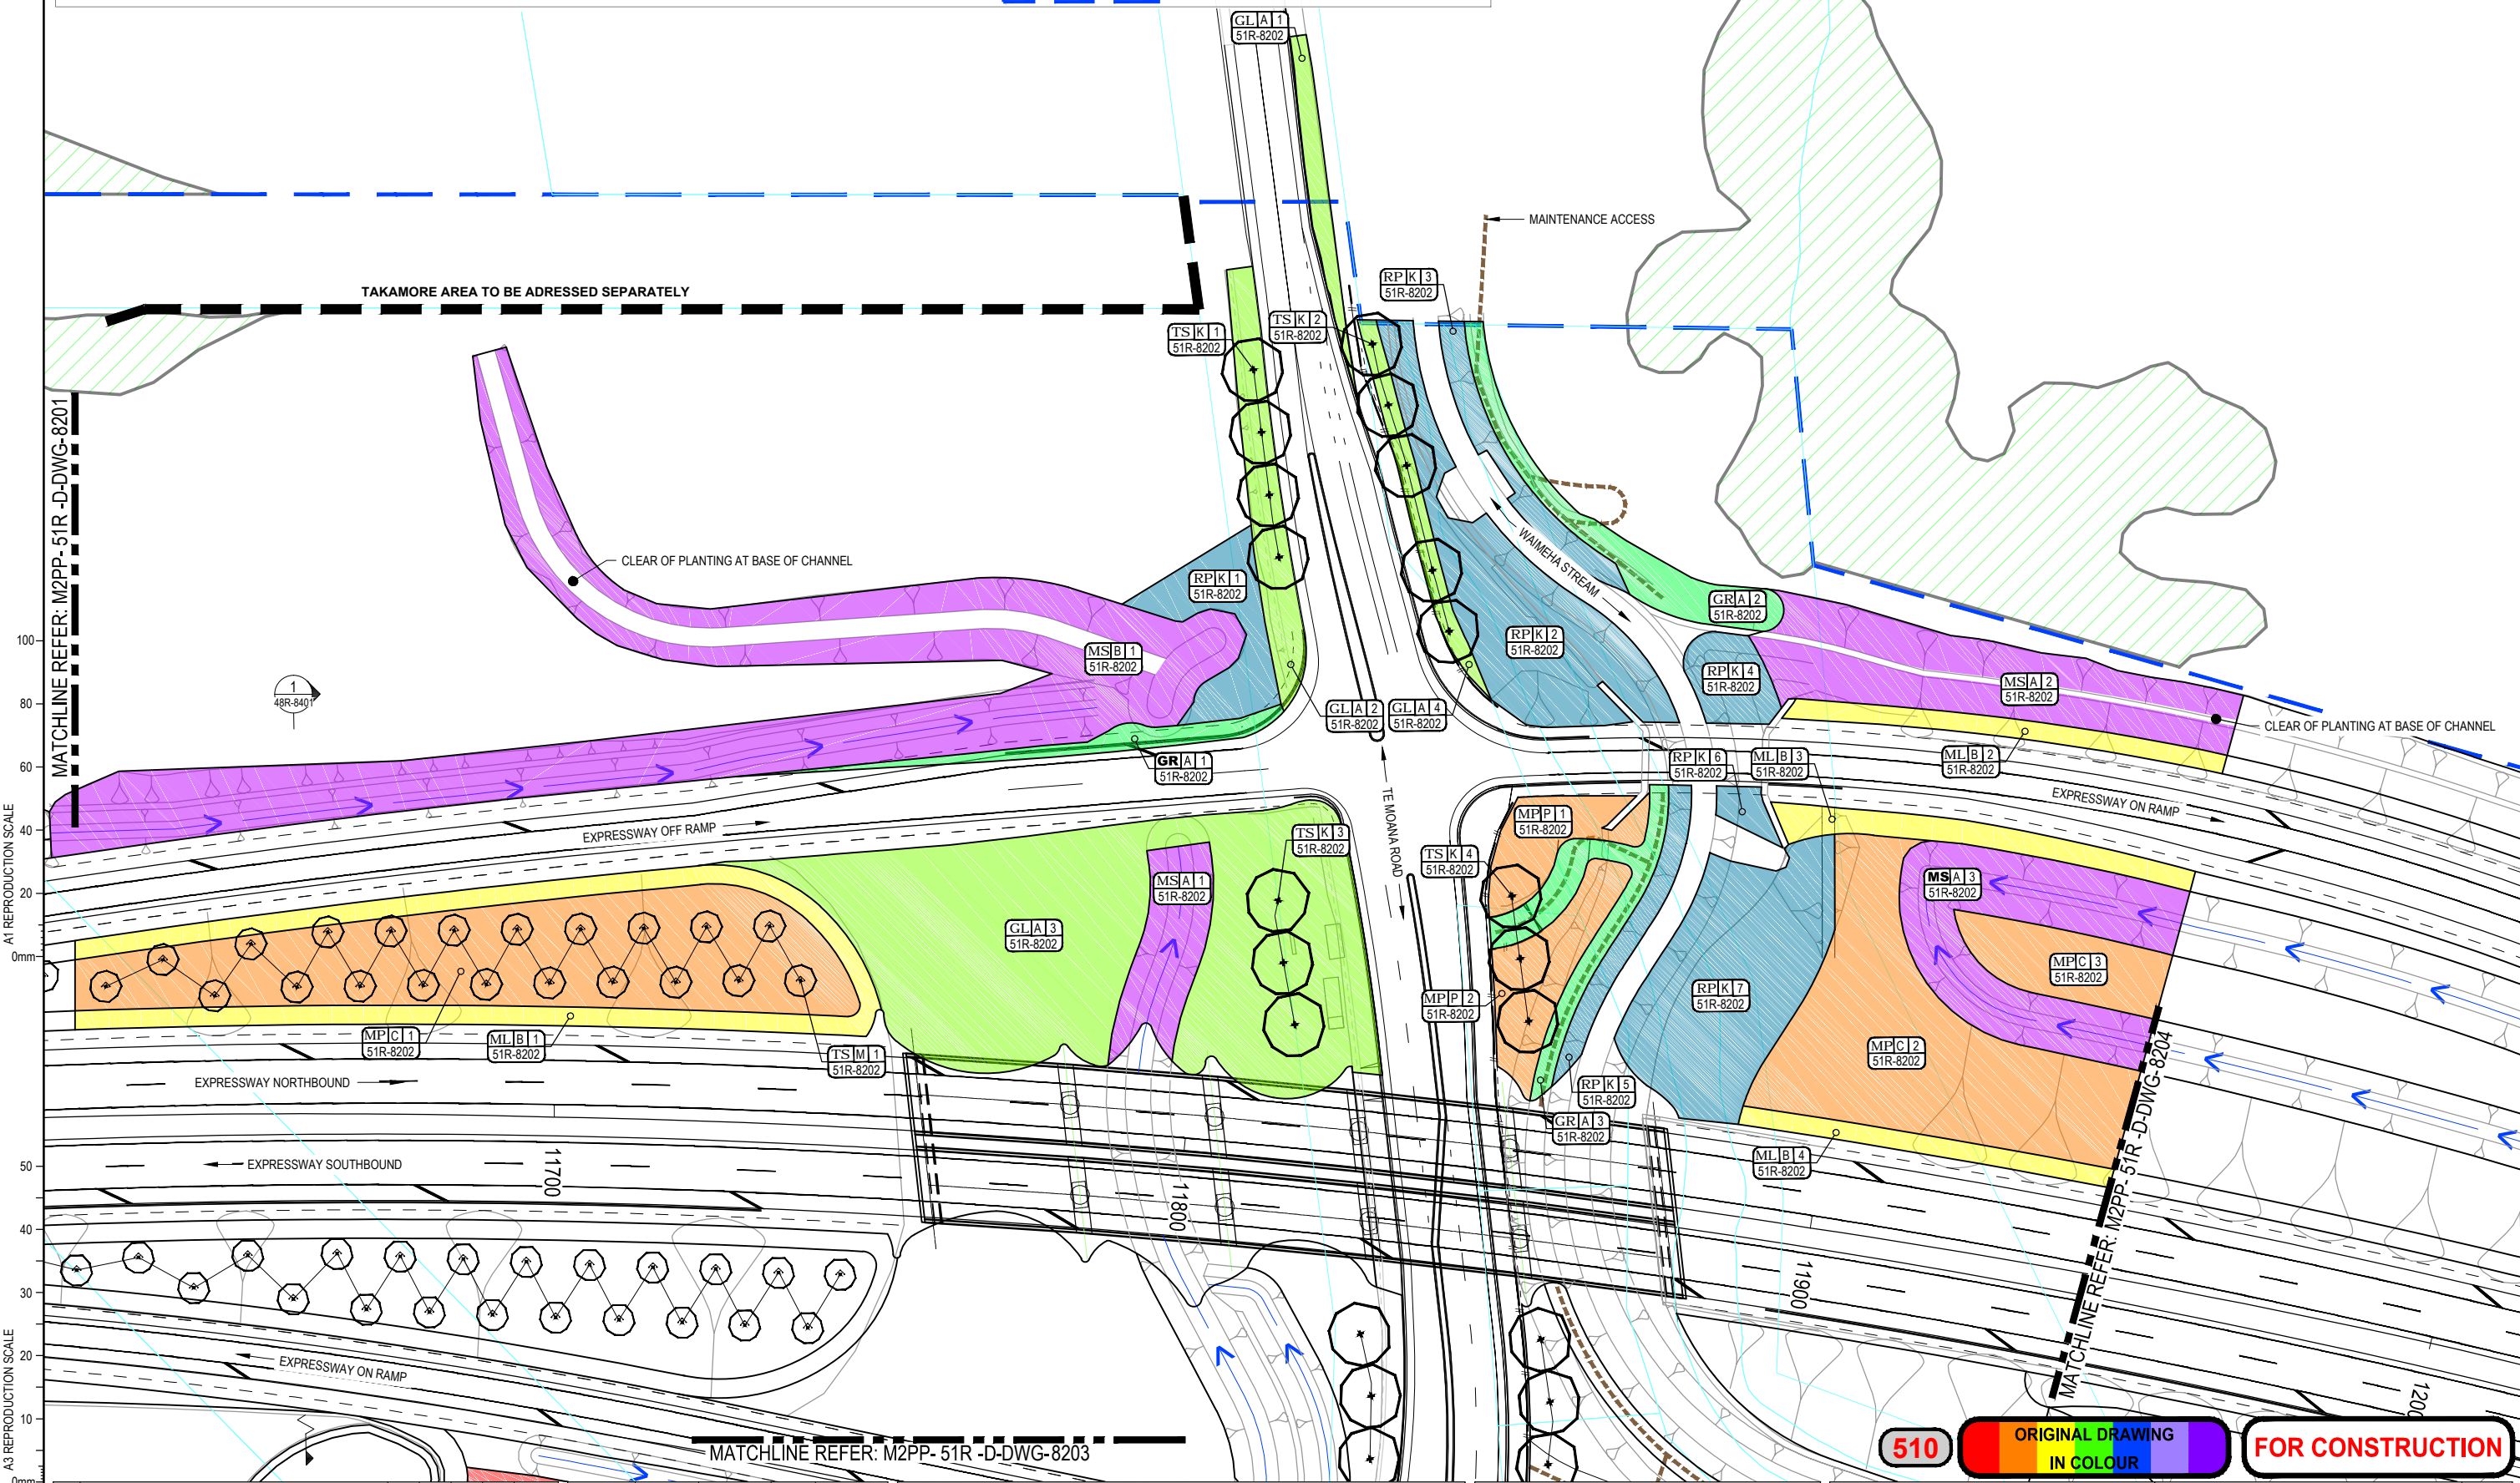 GL A 1
51R-8202
MAINTENANCE ACCESS
RP K 3
51R-8202
TAKAMORE AREA TO BE ADRESSED SEPARATELY
TS K 1
51R-8202
TS K 2
51R-8202
MATCHLINE REFER: M2PP- 51R -D-DWG-8201
CLEAR OF PLANTING AT BASE OF CHANNEL
RP K 1
51R-8202
WAIMEHA STREAM
GR A 2
51R-8202
RP K 2
51R-8202
MS B 1
51R-8202
RP K 4
51R-8202
MS A 2
51R-8202
1
48R-8401
GL A 2
51R-8202
GL A 4
51R-8202
CLEAR OF PLANTING AT BASE OF CHANNEL
GR A 1
51R-8202
RP K 6
51R-8202
ML B 3
51R-8202
ML B 2
51R-8202
TE MOANA ROAD
EXPRESSWAY ON RAMP
EXPRESSWAY OFF RAMP
TS K 3
51R-8202
MP P 1
51R-8202
TS K 4
51R-8202
MS A 1
51R-8202
MS A 3
51R-8202
GL A 3
51R-8202
MP C 3
51R-8202
RP K 7
51R-8202
MP P 2
51R-8202
MP C 1
51R-8202
ML B 1
51R-8202
TS M 1
51R-8202
MP C 2
51R-8202
EXPRESSWAY NORTHBOUND
RP K 5
51R-8202
GR A 3
51R-8202
ML B 4
51R-8202
EXPRESSWAY SOUTHBOUND
11700
11800
11900
1200
MATCHLINE REFER: M2PP- 51R -D-DWG-8204
EXPRESSWAY ON RAMP
MATCHLINE REFER: M2PP- 51R -D-DWG-8203
100
80
60
40
20
0mm
A1 REPRODUCTION SCALE
50
40
30
20
10
0mm
A3 REPRODUCTION SCALE
510
ORIGINAL DRAWING
IN COLOUR
FOR CONSTRUCTION